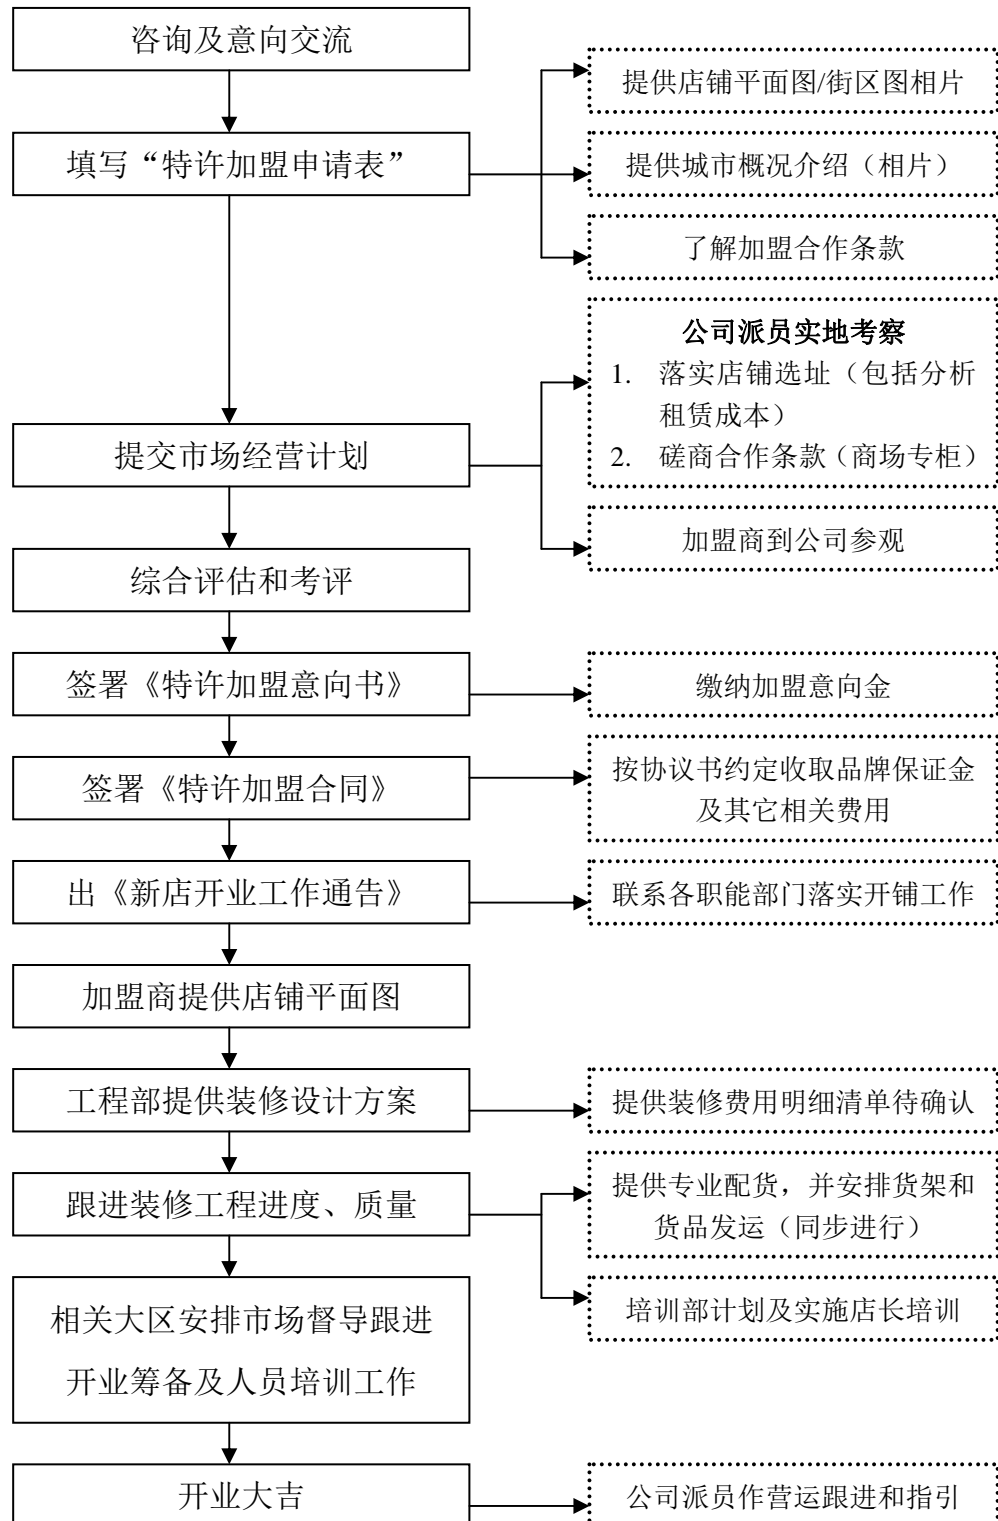 咨询及意向交流
提供店铺平面图/街区图相片
填写“特许加盟申请表”
提供城市概况介绍（相片）
了解加盟合作条款
公司派员实地考察
1. 落实店铺选址（包括分析
租赁成本）
2. 磋商合作条款（商场专柜）
提交市场经营计划
加盟商到公司参观
综合评估和考评
签署《特许加盟意向书》
缴纳加盟意向金
签署《特许加盟合同》
按协议书约定收取品牌保证金
及其它相关费用
出《新店开业工作通告》
联系各职能部门落实开铺工作
加盟商提供店铺平面图
工程部提供装修设计方案
提供装修费用明细清单待确认
跟进装修工程进度、质量
提供专业配货，并安排货架和
货品发运（同步进行）
培训部计划及实施店长培训
相关大区安排市场督导跟进
开业筹备及人员培训工作
开业大吉
公司派员作营运跟进和指引